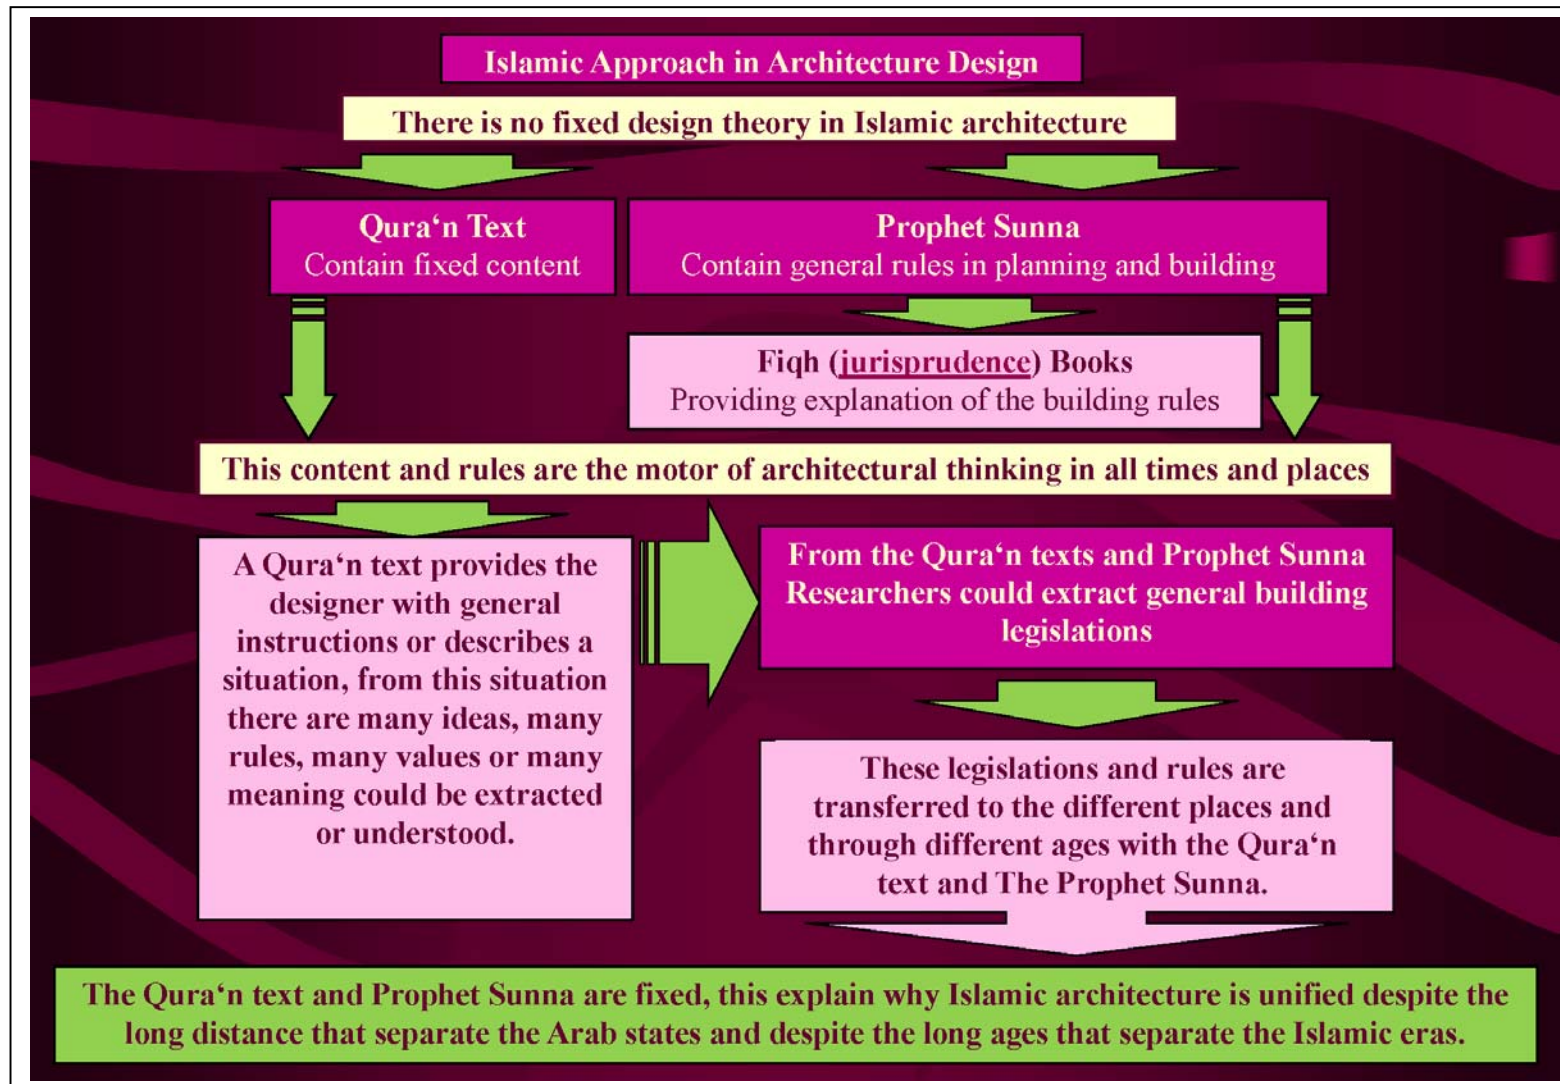 Islamic Approach in Architecture Design
There is no fixed design theory in Islamic architecture
Qura‘n Text
Contain fixed content
Prophet Sunna
Contain general rules in planning and building
Fiqh (jurisprudence) Books
Providing explanation of the building rules
This content and rules are the motor of architectural thinking in all times and places
A Qura‘n text provides the
designer with general
instructions or describes a
situation, from this situation
there are many ideas, many
rules, many values or many
meaning could be extracted
or understood.
From the Qura‘n texts and Prophet Sunna
Researchers could extract general building
legislations
These legislations and rules are
transferred to the different places and
through different ages with the Qura‘n
text and The Prophet Sunna.
The Qura‘n text and Prophet Sunna are fixed, this explain why Islamic architecture is unified despite the
long distance that separate the Arab states and despite the long ages that separate the Islamic eras.